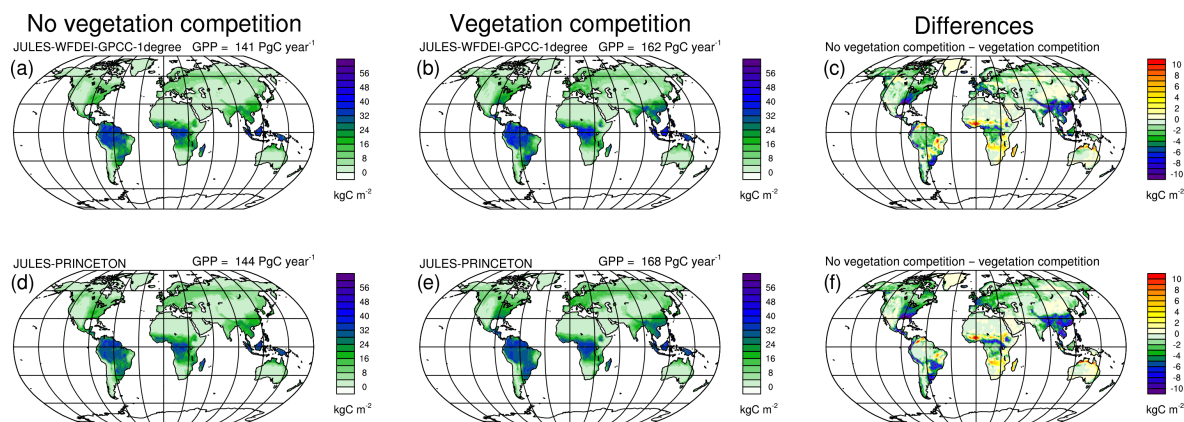 No vegetation competition
Vegetation competition
Differences
JULES-WFDEI-GPCC-1degree GPP = 141 PgC year-1
JULES-WFDEI-GPCC-1degree GPP = 162 PgC year-1
No vegetation competition − vegetation competition
(a)
56
48
40
32
24
16
8
0
kgC m-2
(b)
56
48
40
32
24
16
8
0
kgC m-2
(c)
10
8
6
4
2
0
-2
-4
-6
-8
-10
kgC m-2
JULES-PRINCETON GPP = 144 PgC year-1
JULES-PRINCETON GPP = 168 PgC year-1
No vegetation competition − vegetation competition
(d)
56
48
40
32
24
16
8
0
kgC m-2
(e)
56
48
40
32
24
16
8
0
kgC m-2
(f)
10
8
6
4
2
0
-2
-4
-6
-8
-10
kgC m-2